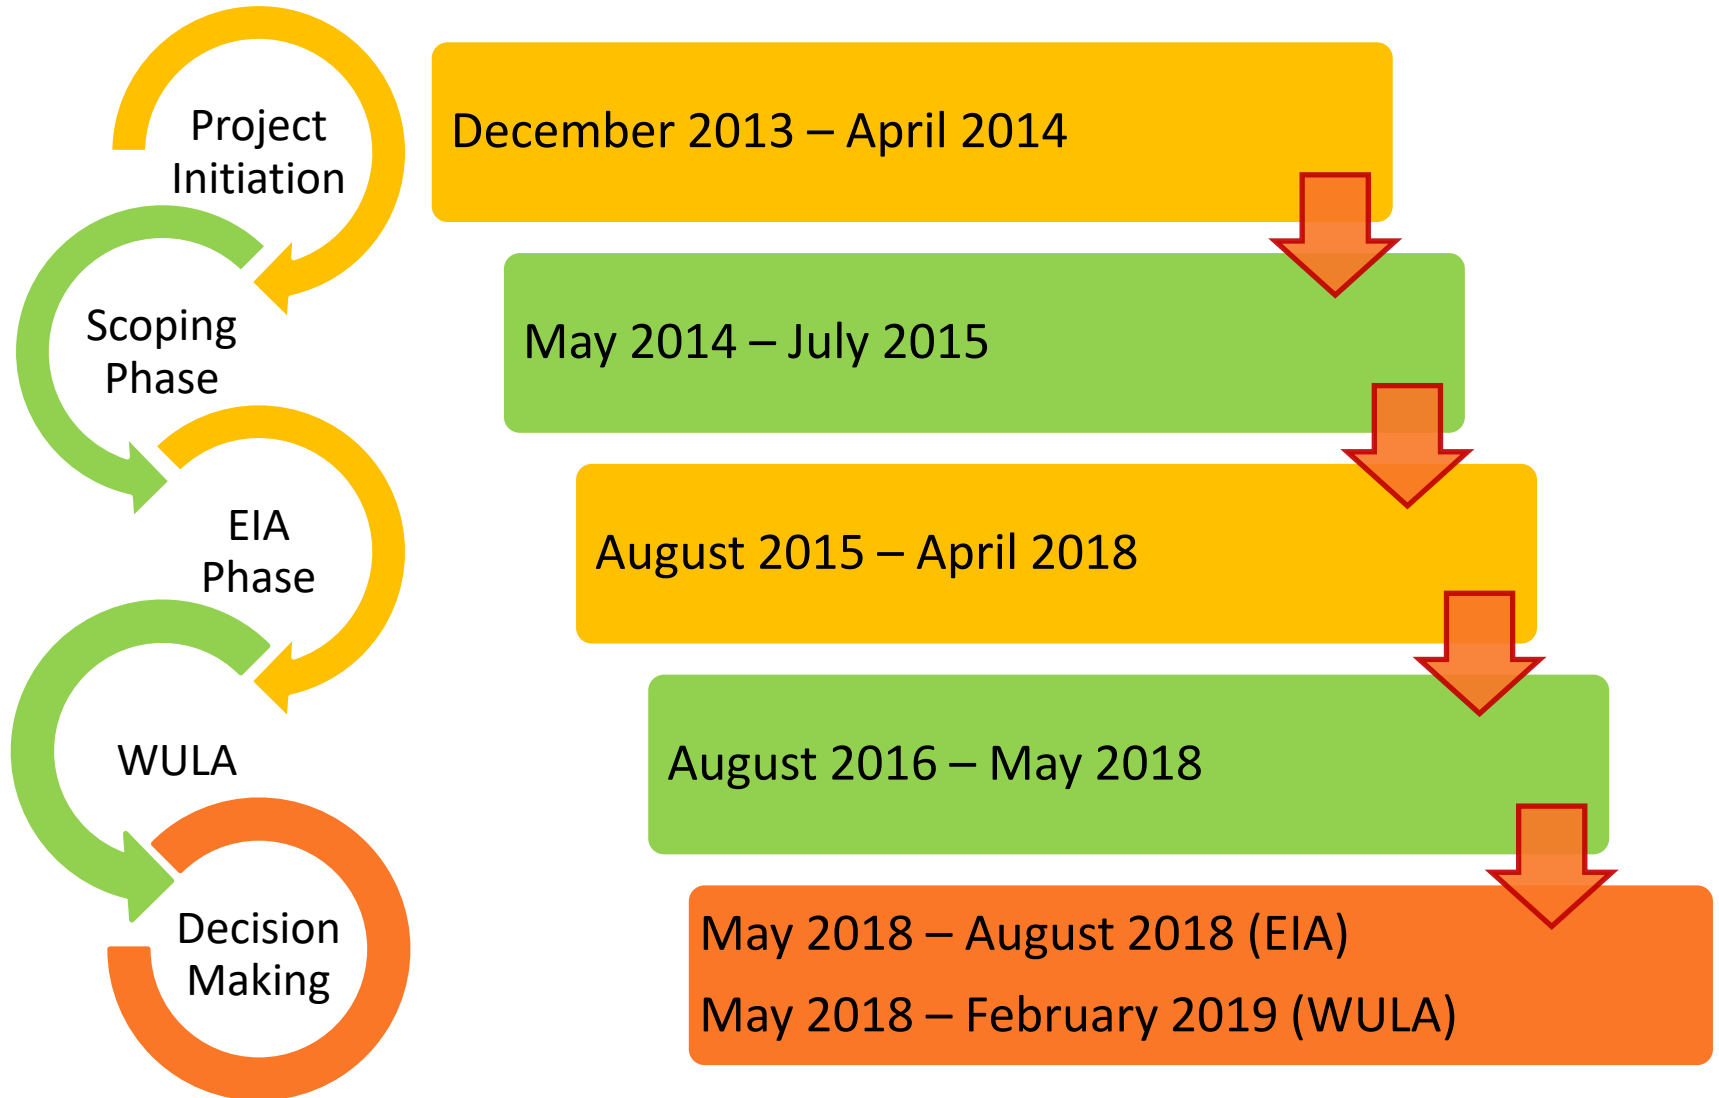 Project
Initiation
December 2013 – April 2014
Scoping
Phase
May 2014 – July 2015
EIA
Phase
August 2015 – April 2018
WULA
August 2016 – May 2018
Decision
Making
May 2018 – August 2018 (EIA)
May 2018 – February 2019 (WULA)